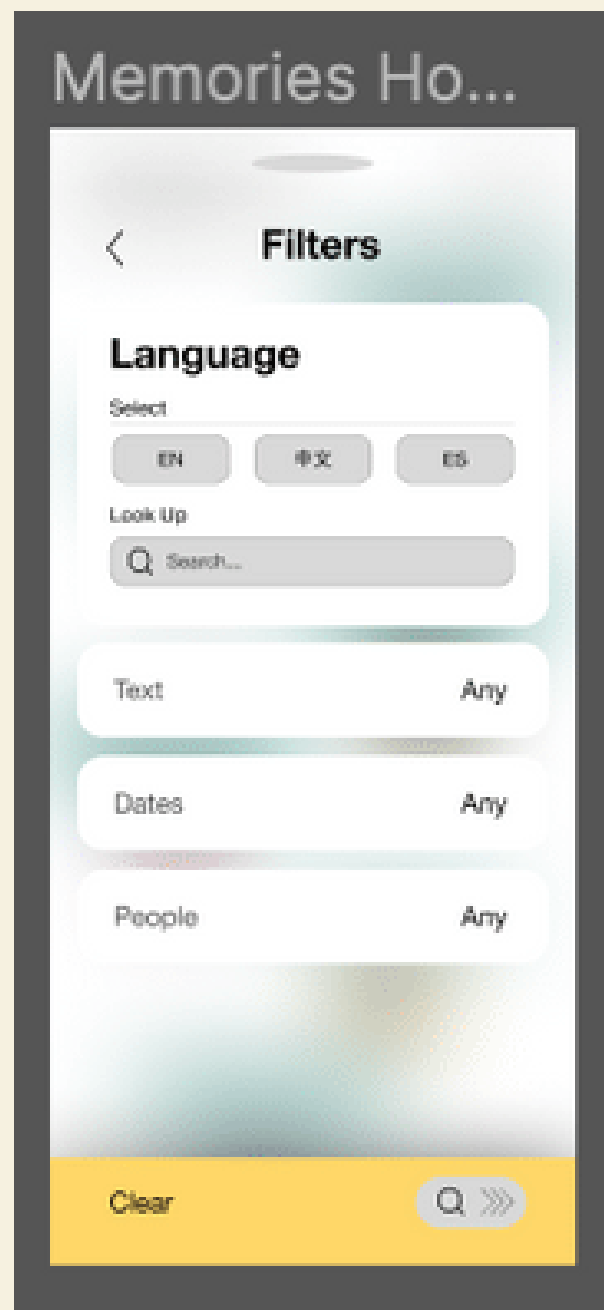 Memories Ho...
Filters
Language
Select
EN 中文 ES
Look Up
Search...
Text Any
Dates Any
People Any
Clear